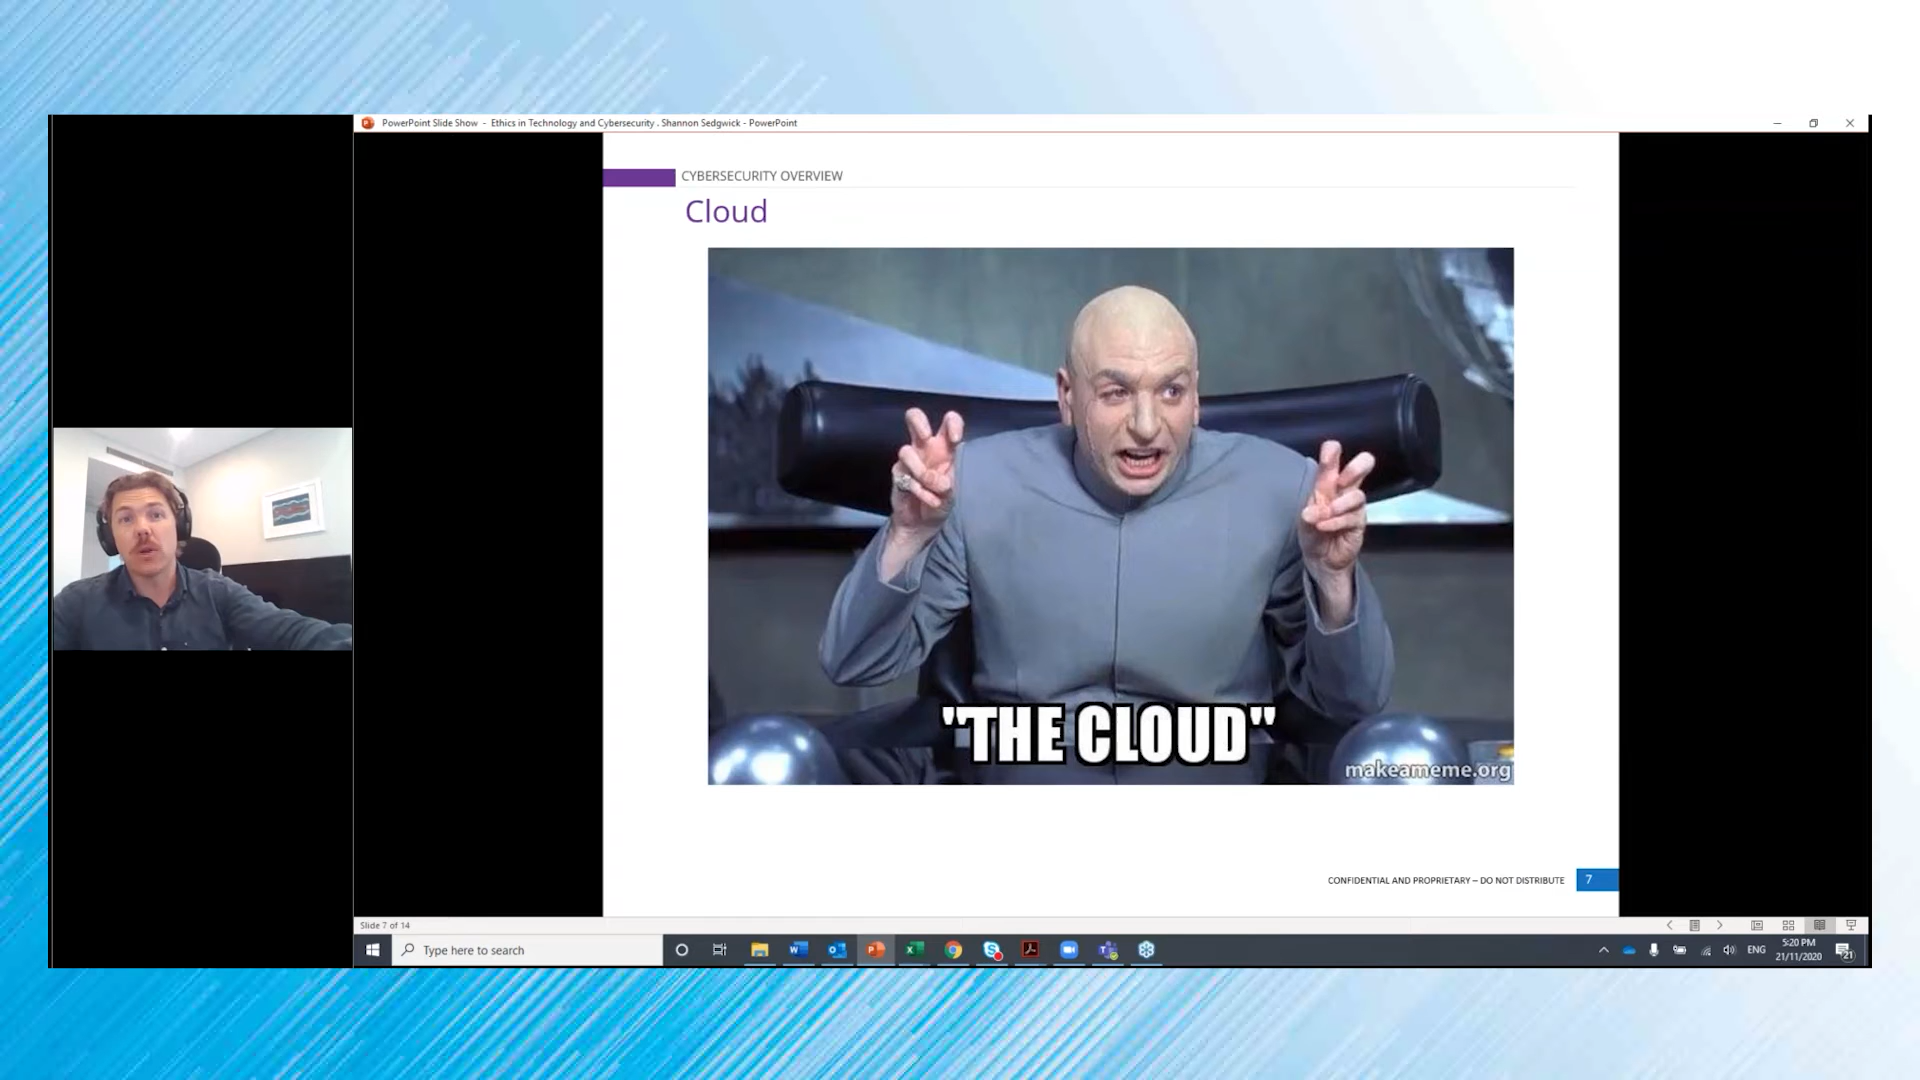 PowerPoint Slide Show - Ethics in Technology and Cybersecurity . Shannon Sedgwick - PowerPoint
CYBERSECURITY OVERVIEW
Cloud
"THE CLOUD"
makeameme.org
CONFIDENTIAL AND PROPRIETARY – DO NOT DISTRIBUTE
7
Slide 7 of 14
Type here to search
ENG
5:20 PM
21/11/2020
21